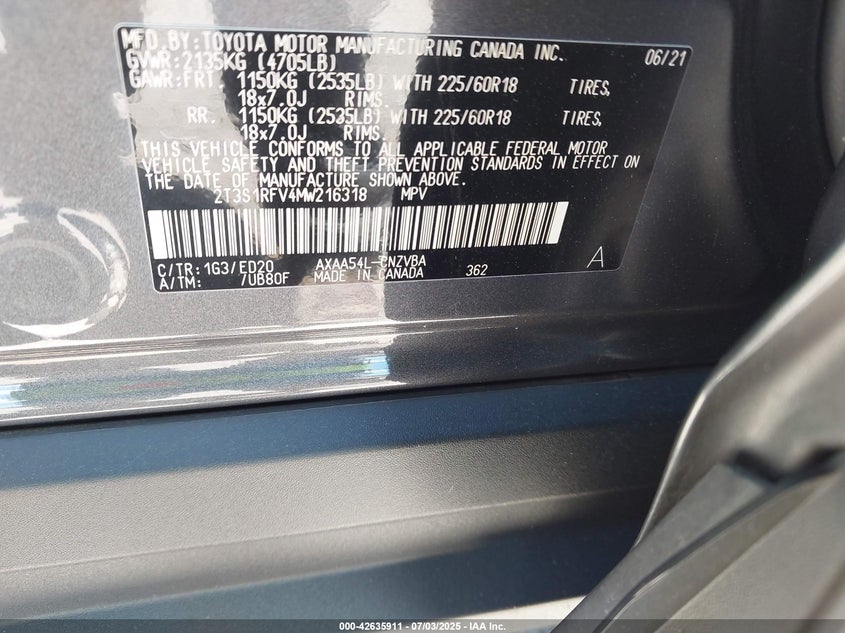 MFD. BY: TOYOTA MOTOR MANUFACTURING CANADA INC. 06/21
GVWR: 2135KG (4705LB)
GAWR: FRT. 1150KG (2535LB) WITH 225/60R18 TIRES,
18x7.0J RIMS.
RR. 1150KG (2535LB) WITH 225/60R18 TIRES,
18x7.0J RIMS.
THIS VEHICLE CONFORMS TO ALL APPLICABLE FEDERAL MOTOR
VEHICLE SAFETY AND THEFT PREVENTION STANDARDS IN EFFECT ON
THE DATE OF MANUFACTURE SHOWN ABOVE.
2T3S1RFV4MW216318 MPV
C/TR: 1G3/ED20 AXAA54L-CNZVBA 362 A
A/TM: /UB80F MADE IN CANADA
000-42635911 - 07/03/2025 - IAA Inc.